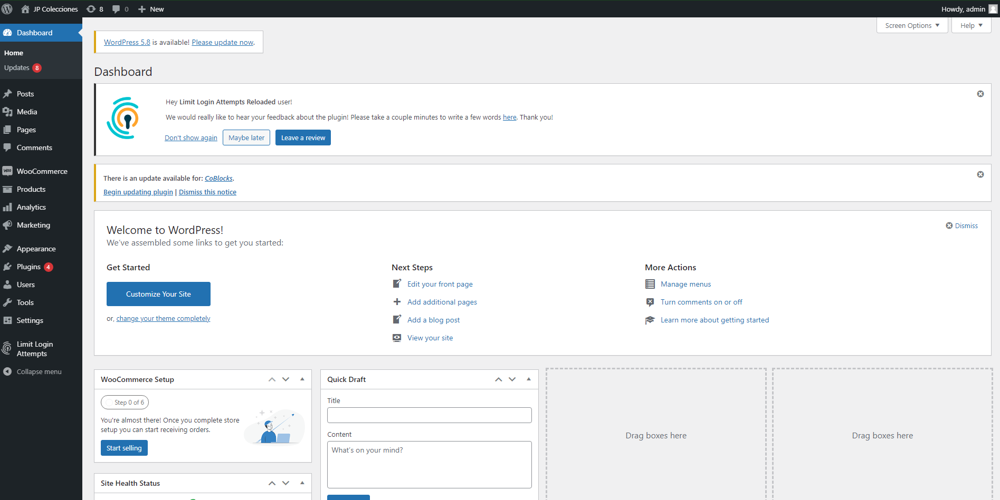 JP Colecciones 8 0 New Howdy, admin
Screen Options Help
Dashboard
Home
Updates 8
Posts
Media
Pages
Comments
WOO WooCommerce
Products
Analytics
Marketing
Appearance
Plugins 4
Users
Tools
Settings
Limit Login
Attempts
Collapse menu
WordPress 5.8 is available! Please update now.
Dashboard
Hey Limit Login Attempts Reloaded user!
We would really like to hear your feedback about the plugin! Please take a couple minutes to write a few words here. Thank you!
Don't show again Maybe later Leave a review
There is an update available for: CoBlocks.
Begin updating plugin | Dismiss this notice
Welcome to WordPress!
We've assembled some links to get you started:
Dismiss
Get Started
Customize Your Site
or, change your theme completely
Next Steps
Edit your front page
Add additional pages
Add a blog post
View your site
More Actions
Manage menus
Turn comments on or off
Learn more about getting started
WooCommerce Setup
Step 0 of 6
You're almost there! Once you complete store
setup you can start receiving orders.
Start selling
Site Health Status
Quick Draft
Title
Content
What's on your mind?
Drag boxes here
Drag boxes here